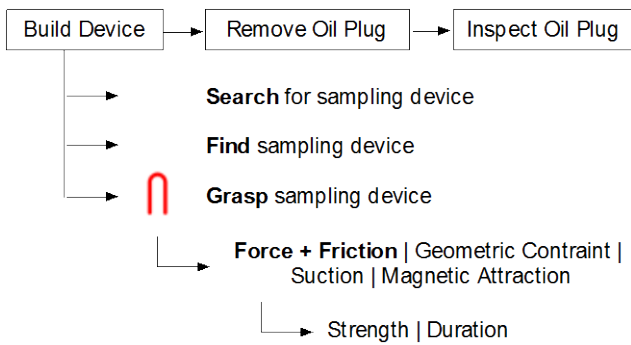 Build Device
Remove Oil Plug
Inspect Oil Plug
Search for sampling device
Find sampling device
Grasp sampling device
Force + Friction | Geometric Contraint |
Suction | Magnetic Attraction
Strength | Duration